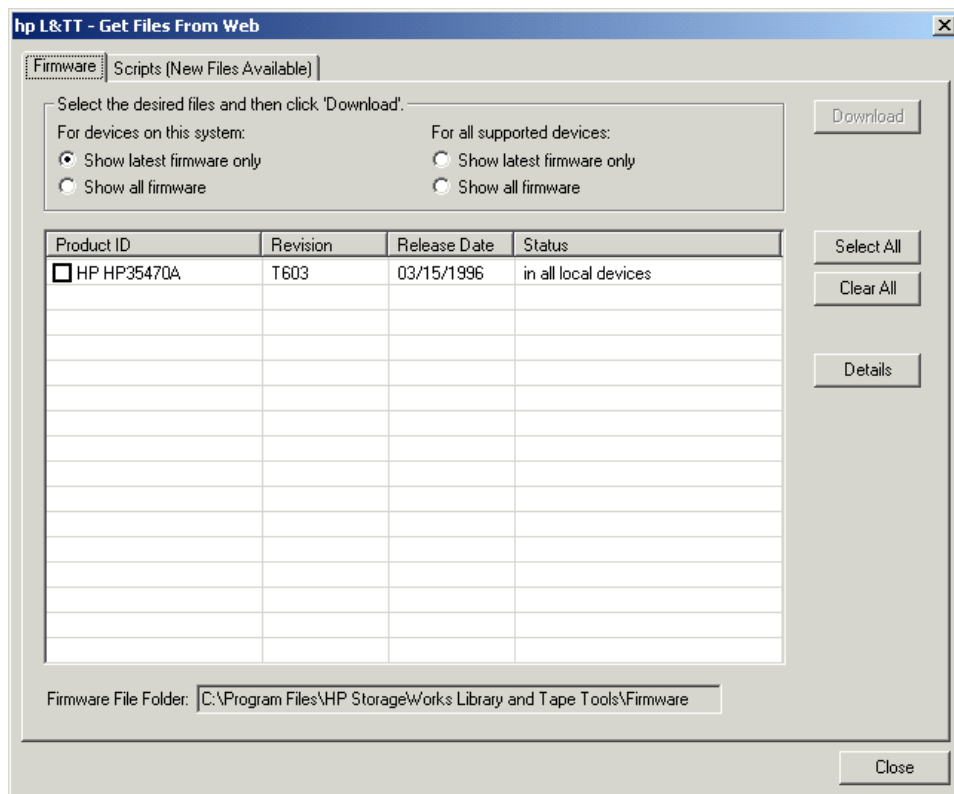 hp L&TT - Get Files From Web
Firmware
Scripts (New Files Available)
Select the desired files and then click 'Download'.
For devices on this system:
For all supported devices:
Show latest firmware only
Show latest firmware only
Show all firmware
Show all firmware
Download
Product ID Revision Release Date Status
HP HP35470A T603 03/15/1996 in all local devices
Select All
Clear All
Details
Firmware File Folder: C:\Program Files\HP StorageWorks Library and Tape Tools\Firmware
Close